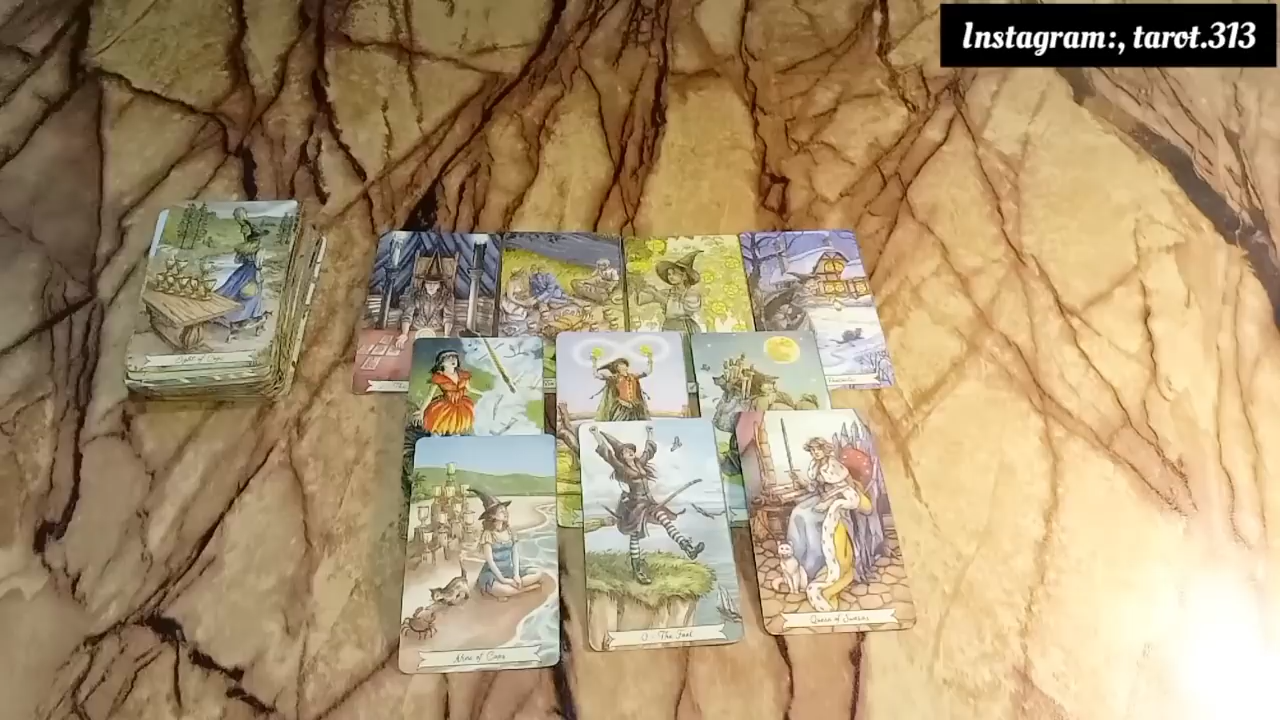 Instagram:, tarot.313
Eight of Cups
Nine of Cups
0 - The Fool
Queen of Swords